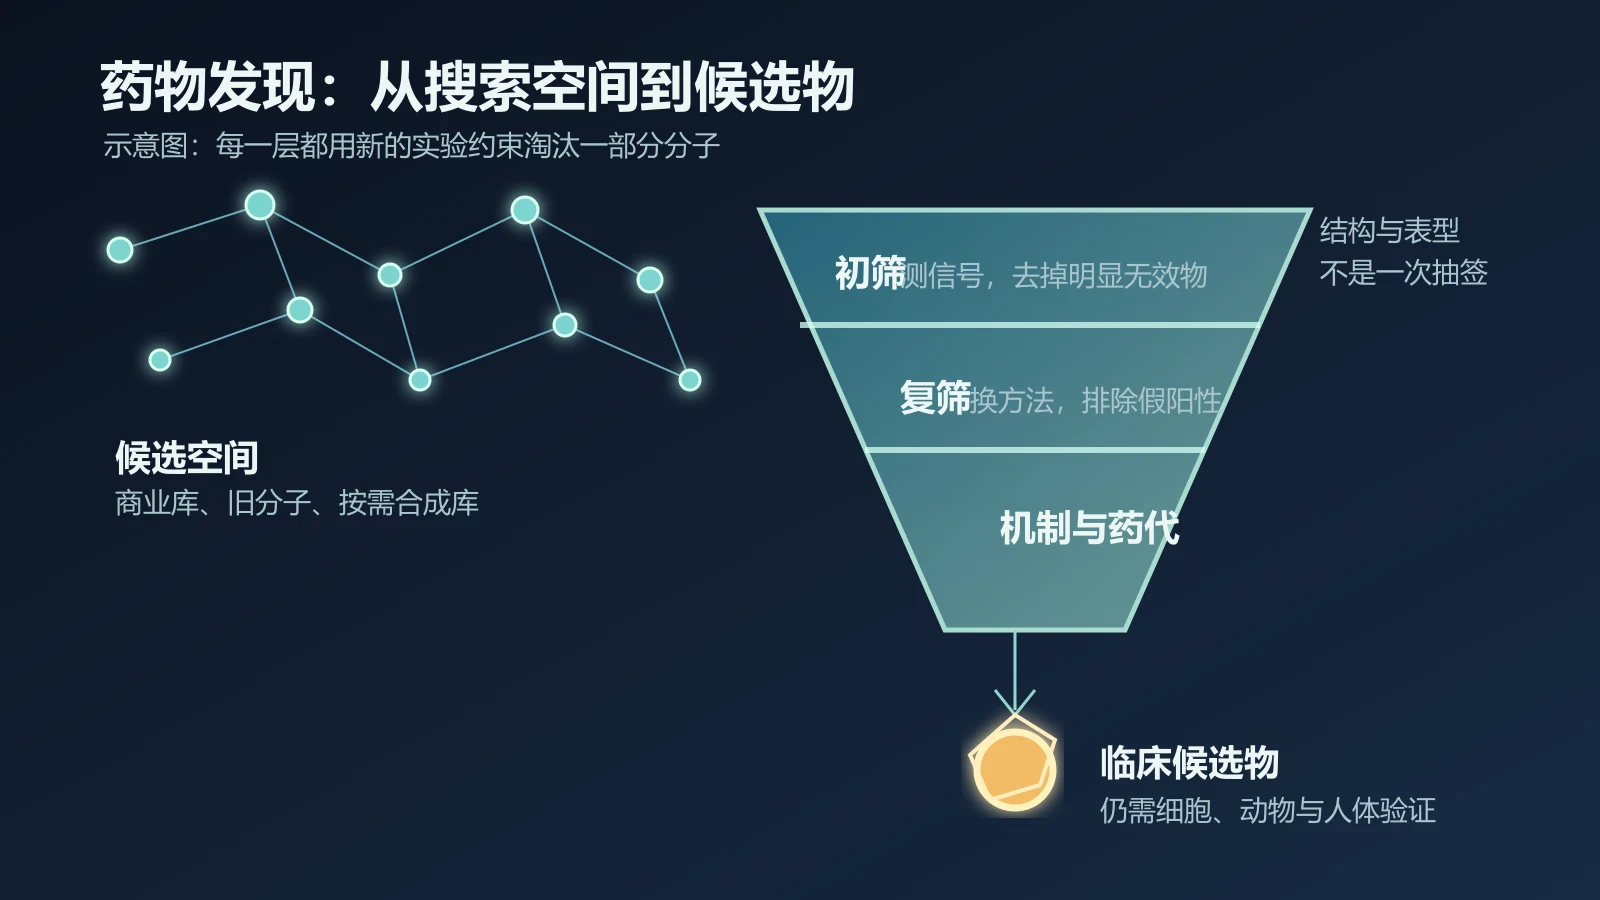 药物发现：从搜索空间到候选物
示意图：每一层都用新的实验约束淘汰一部分分子
结构与表型
不是一次抽签
初筛测信号，去掉明显无效物
复筛换方法，排除假阳性
候选空间
商业库、旧分子、按需合成库
机制与药代
临床候选物
仍需细胞、动物与人体验证